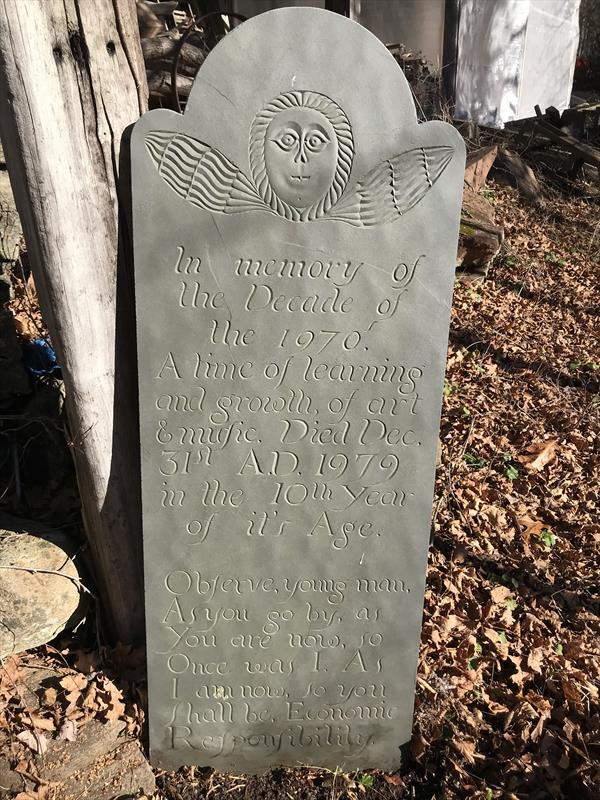 In memory of
the Decade of
the 1970ˢ.
A time of learning
and growth, of art
& muſic. Died Dec.
31ˢᵗ A.D. 1979
in the 10th Year
of it's Age.
Obſerve, young man,
As you go by, as
You are now, so
Once was I. As
I am now, so you
ſhall be, Economic
Reſponſibility.